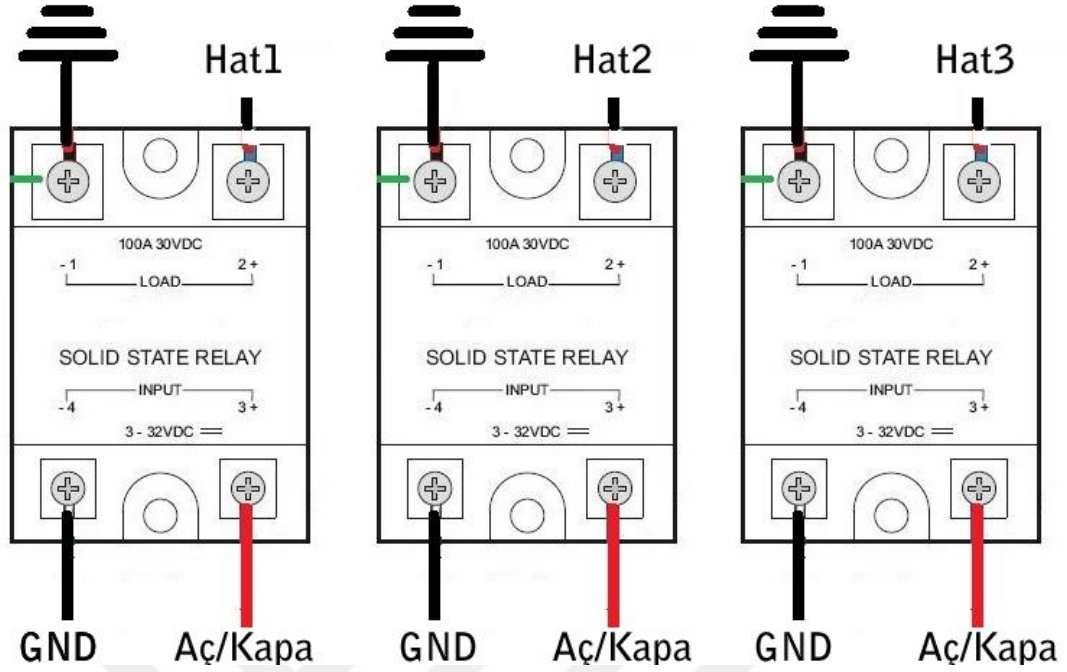 Hat1 Hat2 Hat3
100A 30VDC 100A 30VDC 100A 30VDC
- 1 2 + - 1 2 + - 1 2 +
LOAD LOAD LOAD
SOLID STATE RELAY SOLID STATE RELAY SOLID STATE RELAY
INPUT INPUT INPUT
- 4 3 + - 4 3 + - 4 3 +
3 - 32VDC 3 - 32VDC 3 - 32VDC
GND Aç/Kapa GND Aç/Kapa GND Aç/Kapa